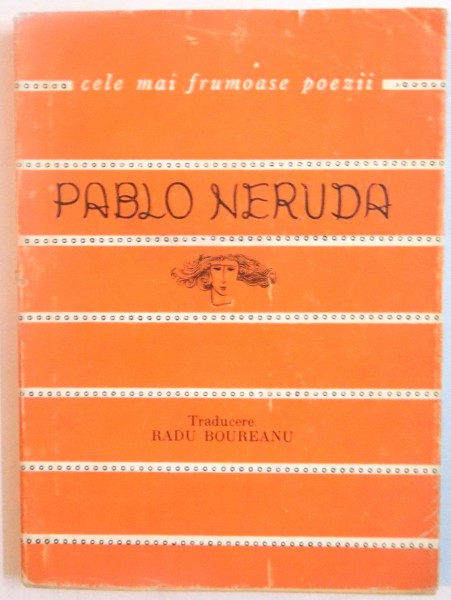 cele mai frumoase poezii
PABLO NERUDA
Traducere
RADU BOUREANU